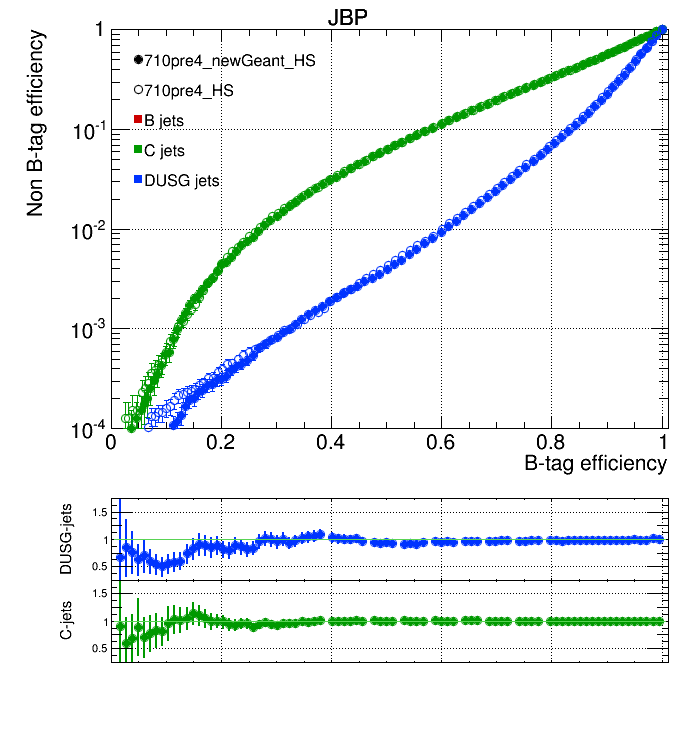 JBP
Non B-tag efficiency
1
10-1
10-2
10-3
10-4
710pre4_newGeant_HS
710pre4_HS
B jets
C jets
DUSG jets
0
0.2
0.4
0.6
0.8
1
B-tag efficiency
DUSG-jets
1.5
1
0.5
C-jets
1.5
1
0.5